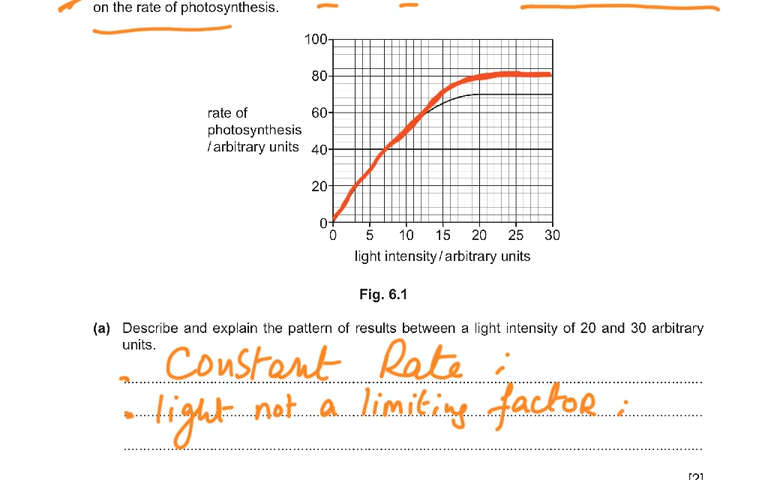 on the rate of photosynthesis.
100
80
60
40
20
0
rate of
photosynthesis
/ arbitrary units
0 5 10 15 20 25 30
light intensity / arbitrary units
Fig. 6.1
(a) Describe and explain the pattern of results between a light intensity of 20 and 30 arbitrary
units.
Constant Rate ;
light not a limiting factor ;